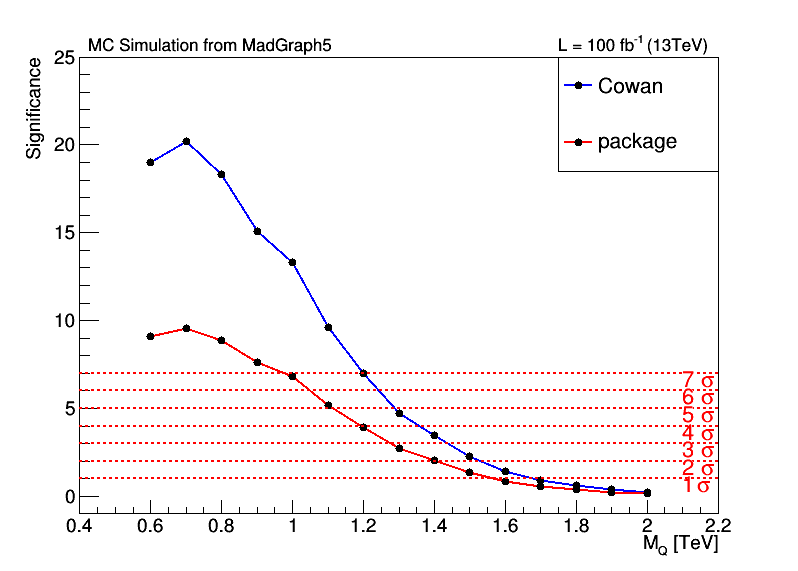 MC Simulation from MadGraph5
L = 100 fb⁻¹ (13TeV)
Significance
25
20
15
10
5
0
Cowan
package
7 σ
6 σ
5 σ
4 σ
3 σ
2 σ
1 σ
0.4 0.6 0.8 1 1.2 1.4 1.6 1.8 2 2.2
M_Q [TeV]